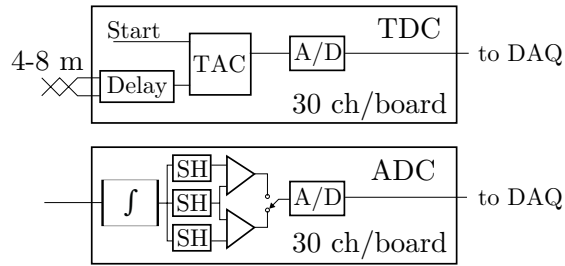 Start
TDC
TAC
A/D
to DAQ
4-8 m
Delay
30 ch/board
ADC
SH
∫
SH
A/D
to DAQ
SH
30 ch/board